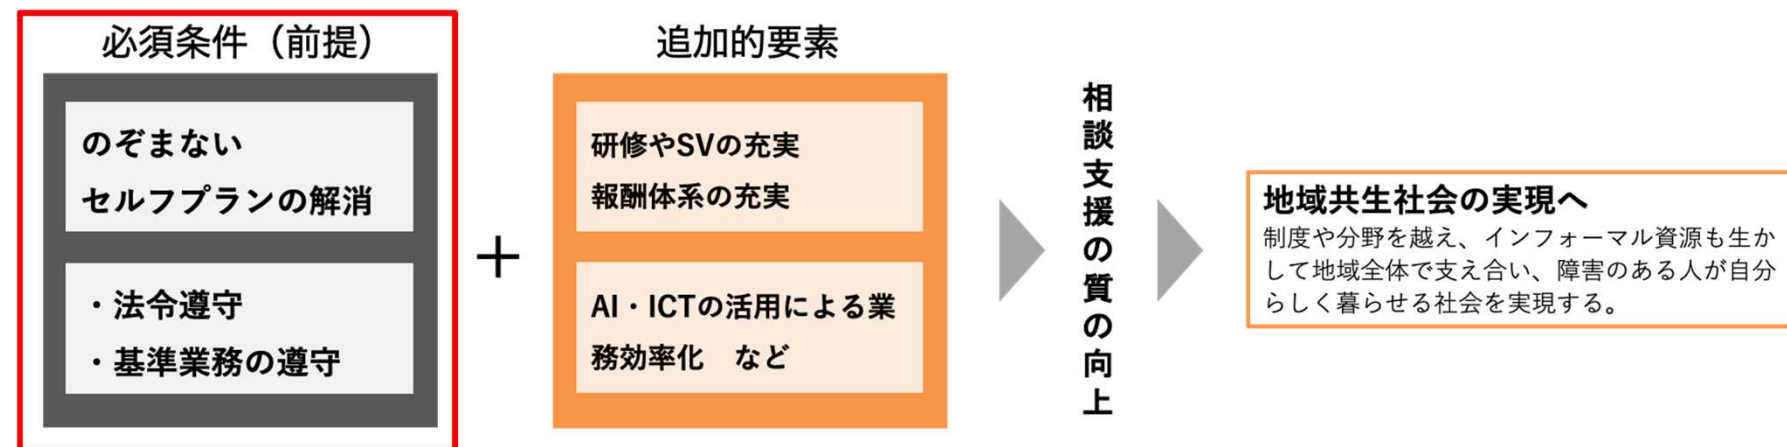 必須条件（前提）
のぞまない
セルフプランの解消
・法令遵守
・基準業務の遵守
＋
追加的要素
研修やSVの充実
報酬体系の充実
AI・ICTの活用による業
務効率化　など
相談支援の質の向上
地域共生社会の実現へ
制度や分野を越え、インフォーマル資源も生か
して地域全体で支え合い、障害のある人が自分
らしく暮らせる社会を実現する。